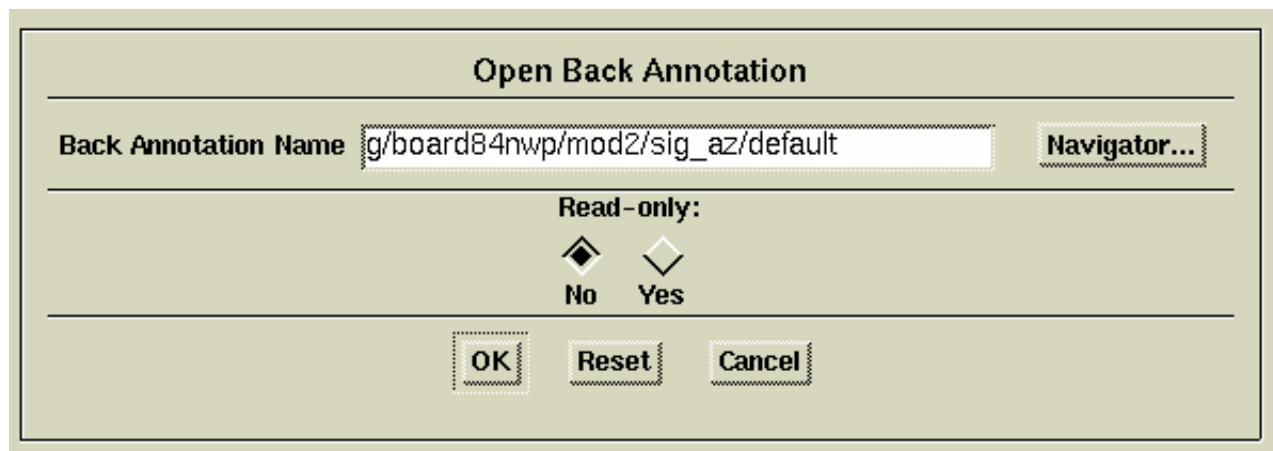 Open Back Annotation
Back Annotation Name g/board84nwp/mod2/sig_az/default Navigator...
Read-only:
No Yes
OK Reset Cancel